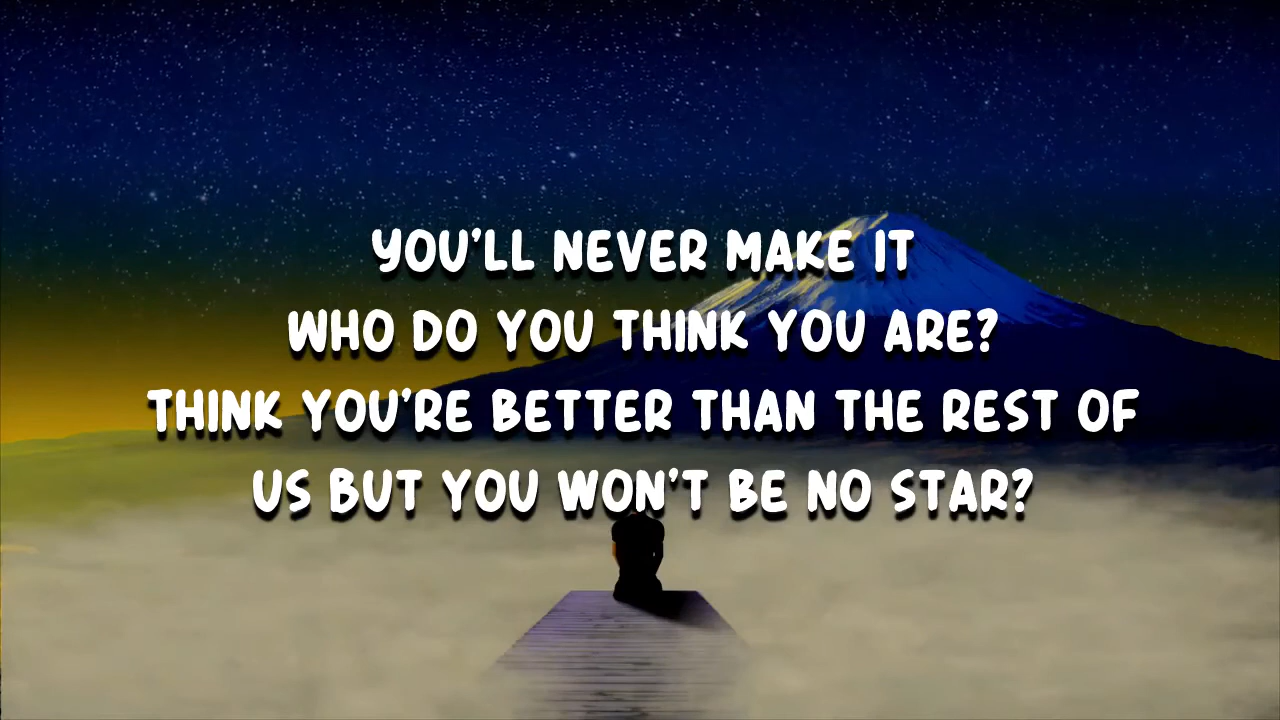 YOU'LL NEVER MAKE IT
WHO DO YOU THINK YOU ARE?
THINK YOU'RE BETTER THAN THE REST OF
US BUT YOU WON'T BE NO STAR?